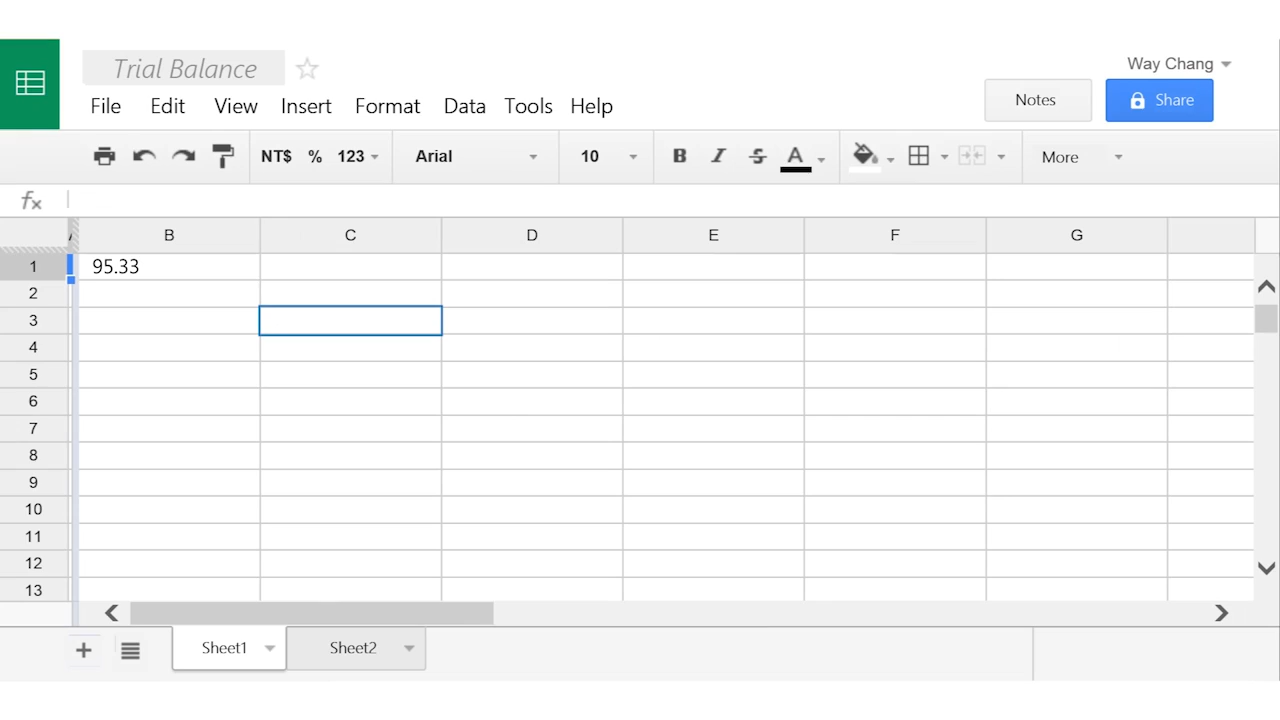 Trial Balance
Way Chang
File Edit View Insert Format Data Tools Help
Notes Share
NT$ % 123 Arial 10 B I S A More
fx
B C D E F G
1 95.33
2
3
4
5
6
7
8
9
10
11
12
13
+ Sheet1 Sheet2